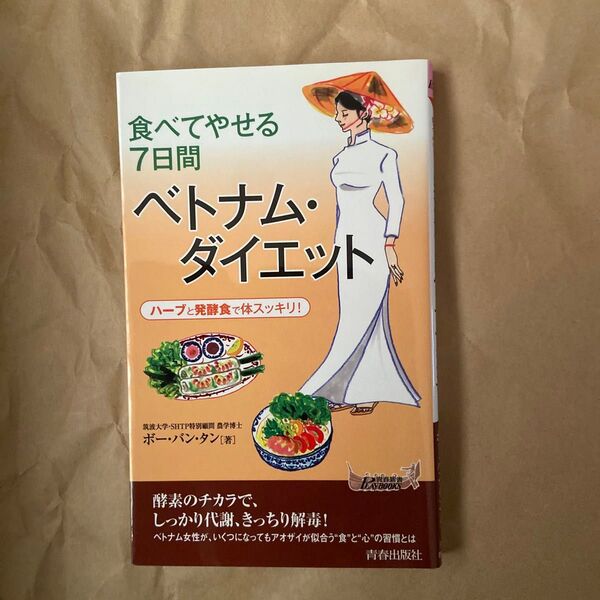 食べてやせる
7日間
ベトナム・
ダイエット
ハーブと発酵食で体スッキリ!
筑波大学・SHTP特別顧問 農学博士
ボー・バン・タン[著]
青春新書
PLAYBOOKS
酵素のチカラで、
しっかり代謝、きっちり解毒!
ベトナム女性が、いくつになってもアオザイが似合う“食”と“心”の習慣とは
青春出版社